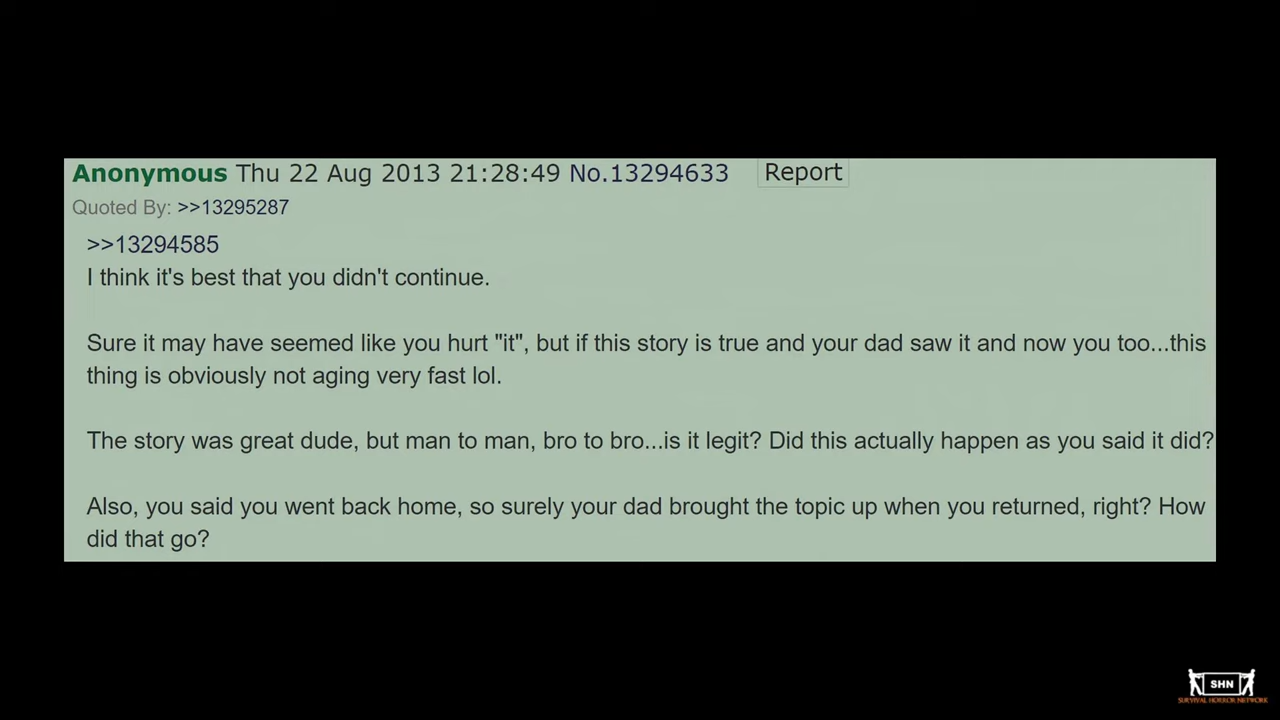 Anonymous Thu 22 Aug 2013 21:28:49 No.13294633 Report
Quoted By: >>13295287
>>13294585
I think it's best that you didn't continue.
Sure it may have seemed like you hurt "it", but if this story is true and your dad saw it and now you too...this
thing is obviously not aging very fast lol.
The story was great dude, but man to man, bro to bro...is it legit? Did this actually happen as you said it did?
Also, you said you went back home, so surely your dad brought the topic up when you returned, right? How
did that go?
SHN
SURVIVAL HORROR NETWORK